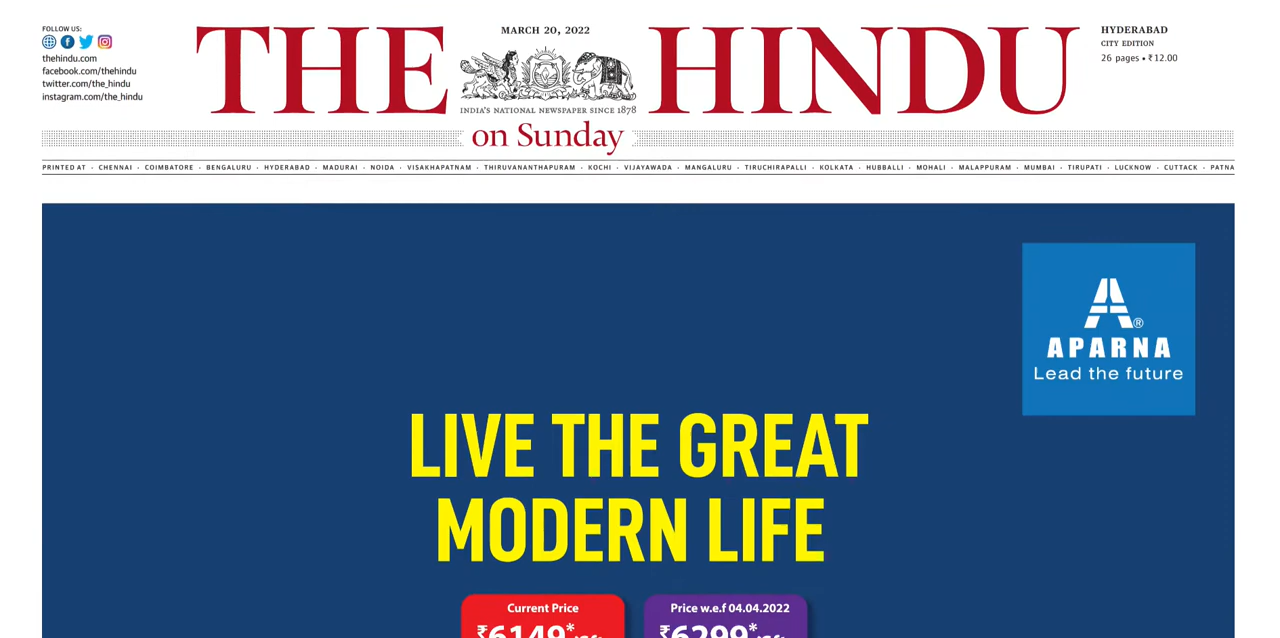 FOLLOW US:
thehindu.com
facebook.com/thehindu
twitter.com/the_hindu
instagram.com/the_hindu
THE HINDU
MARCH 20, 2022
INDIA'S NATIONAL NEWSPAPER SINCE 1878
on Sunday
HYDERABAD
CITY EDITION
26 pages • ₹12.00
PRINTED AT • CHENNAI • COIMBATORE • BENGALURU • HYDERABAD • MADURAI • NOIDA • VISAKHAPATNAM • THIRUVANANTHAPURAM • KOCHI • VIJAYAWADA • MANGALURU • TIRUCHIRAPALLI • KOLKATA • HUBBALLI • MOHALI • MALAPPURAM • MUMBAI • TIRUPATI • LUCKNOW • CUTTACK • PATNA
A®
APARNA
Lead the future
LIVE THE GREAT
MODERN LIFE
Current Price
₹6149*
Price w.e.f 04.04.2022
₹6299*